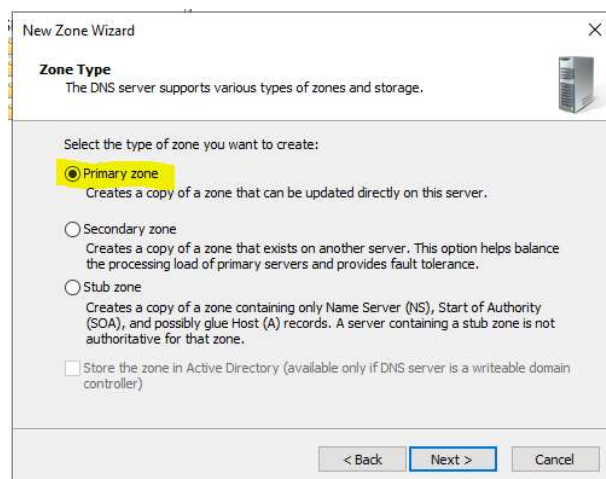 New Zone Wizard
Zone Type
The DNS server supports various types of zones and storage.
Select the type of zone you want to create:
Primary zone
Creates a copy of a zone that can be updated directly on this server.
Secondary zone
Creates a copy of a zone that exists on another server. This option helps balance
the processing load of primary servers and provides fault tolerance.
Stub zone
Creates a copy of a zone containing only Name Server (NS), Start of Authority
(SOA), and possibly glue Host (A) records. A server containing a stub zone is not
authoritative for that zone.
Store the zone in Active Directory (available only if DNS server is a writeable domain
controller)
< Back Next > Cancel